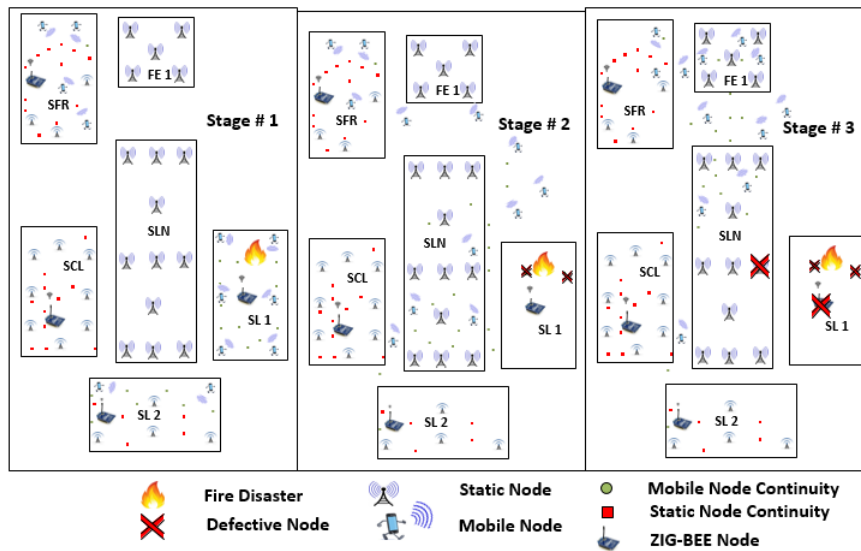 FE 1
SFR
Stage # 1
SLN
SCL
SL 1
SL 2
FE 1
SFR
Stage # 2
SLN
SCL
SL 1
SL 2
FE 1
SFR
Stage # 3
SLN
SCL
SL 1
SL 2
Fire Disaster
Static Node
Mobile Node Continuity
Defective Node
Mobile Node
Static Node Continuity
ZIG-BEE Node